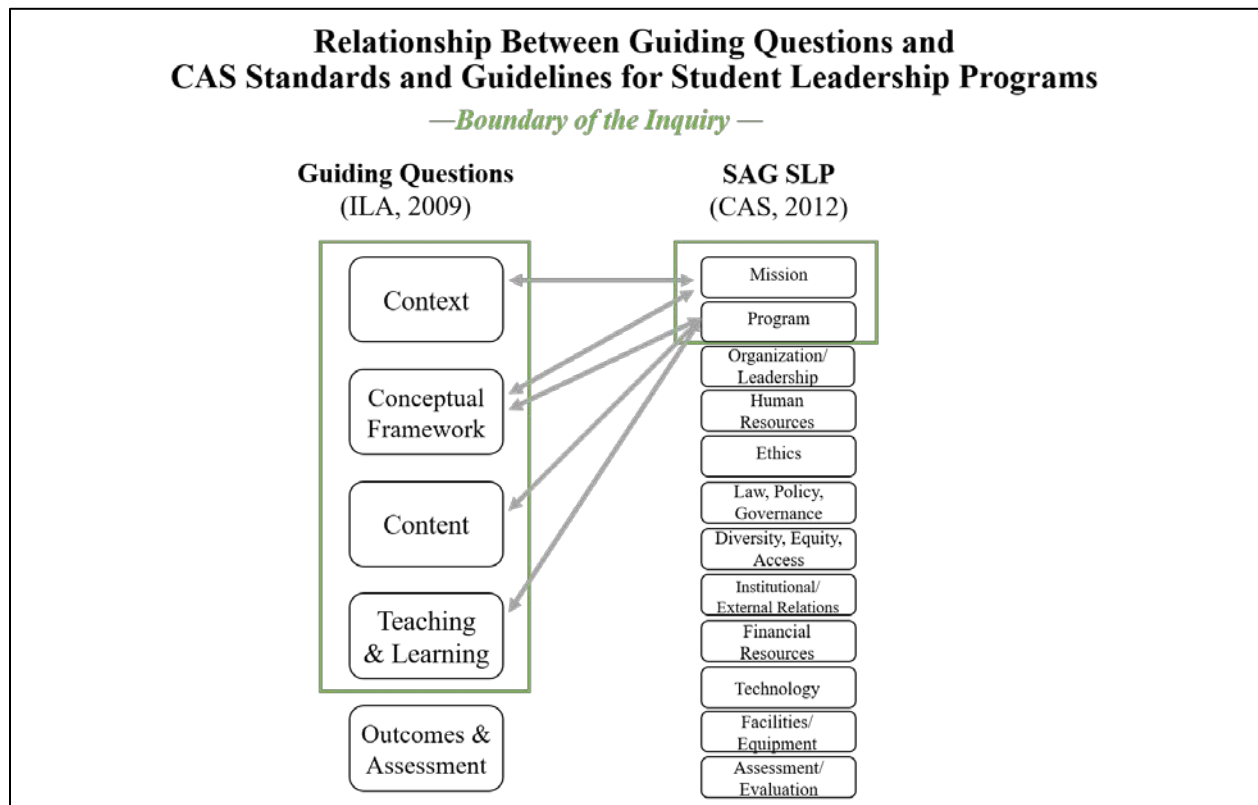 Relationship Between Guiding Questions and
CAS Standards and Guidelines for Student Leadership Programs
—Boundary of the Inquiry —
Guiding Questions
(ILA, 2009)
Context
Conceptual
Framework
Content
Teaching
& Learning
Outcomes &
Assessment
SAG SLP
(CAS, 2012)
Mission
Program
Organization/
Leadership
Human
Resources
Ethics
Law, Policy,
Governance
Diversity, Equity,
Access
Institutional/
External Relations
Financial
Resources
Technology
Facilities/
Equipment
Assessment/
Evaluation